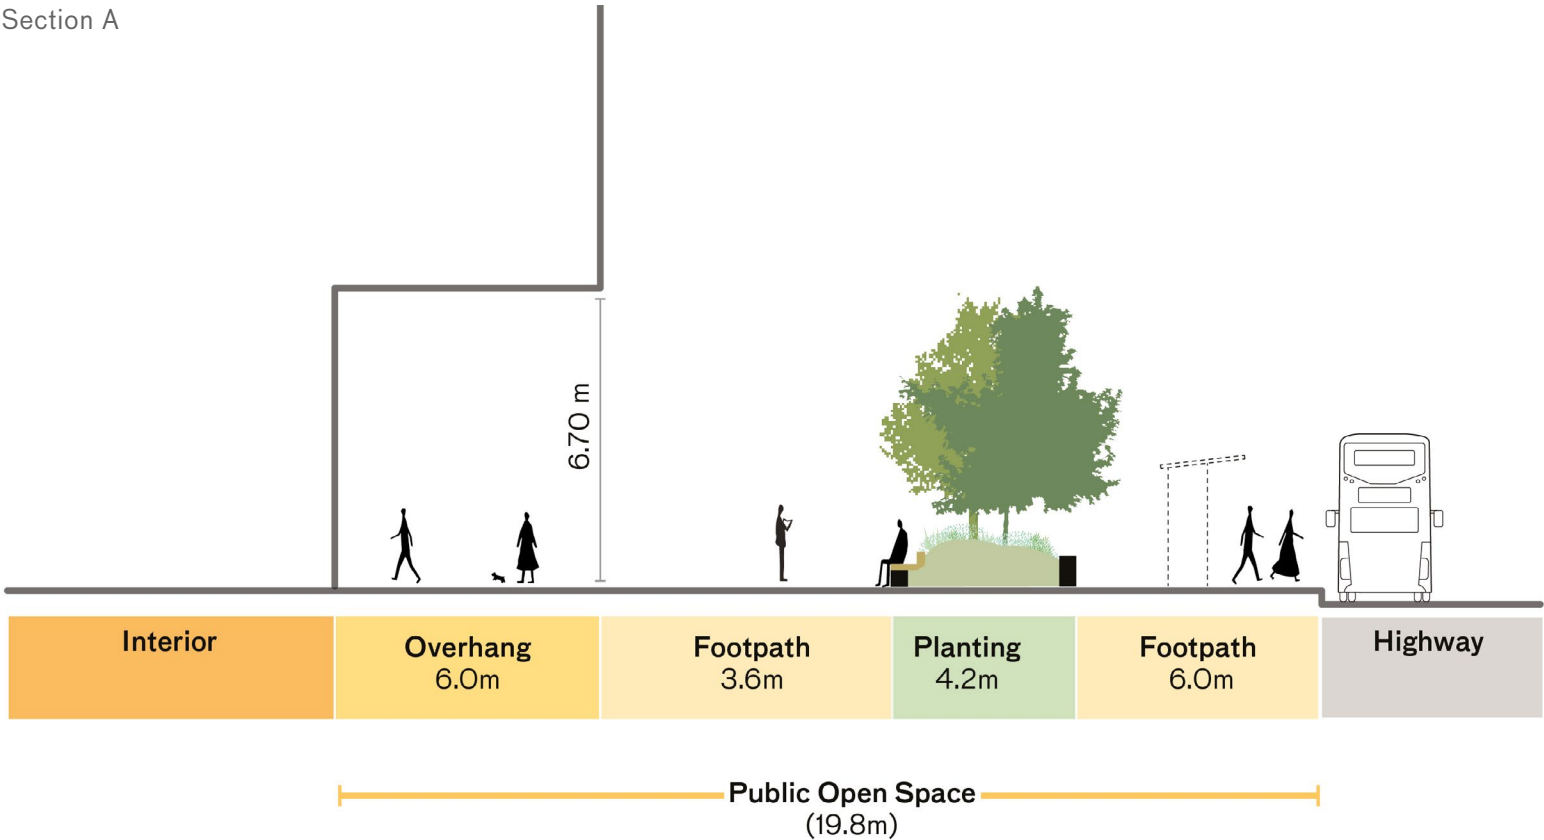 Section A
6.70 m
Interior
Overhang
6.0m
Footpath
3.6m
Planting
4.2m
Footpath
6.0m
Highway
Public Open Space
(19.8m)